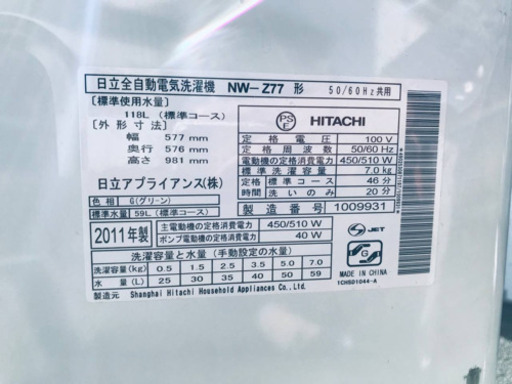 日立全自動電気洗濯機 NW-Z77 形 50/60Hz共用
[標準使用水量]
118L (標準コース)
[外形寸法]
幅 577 mm
奥行 576 mm
高さ 981 mm
日立アプライアンス(株)
PSE HITACHI
定格電圧 100 V
定格周波数 50/60 Hz
電動機の定格消費電力 450/510 W
標準洗濯容量 7.0 kg
標準コース 46分
洗いのみ 20分
色相 G(グリーン)
標準水量 59L (標準コース)
製造番号 1009931
2011年製
主電動機の定格消費電力 450/510 W
ポンプ電動機の定格消費電力 40 W
S JET
洗濯容量と水量 (手動設定の水量)
洗濯容量(kg) 0.5 1.5 2.5 3.5 5.0 7.0
水量(L) 25 30 35 40 50 59
MADE IN CHINA
1CH601044-A
製造元 Shanghai Hitachi Household Appliances Co.,Ltd.